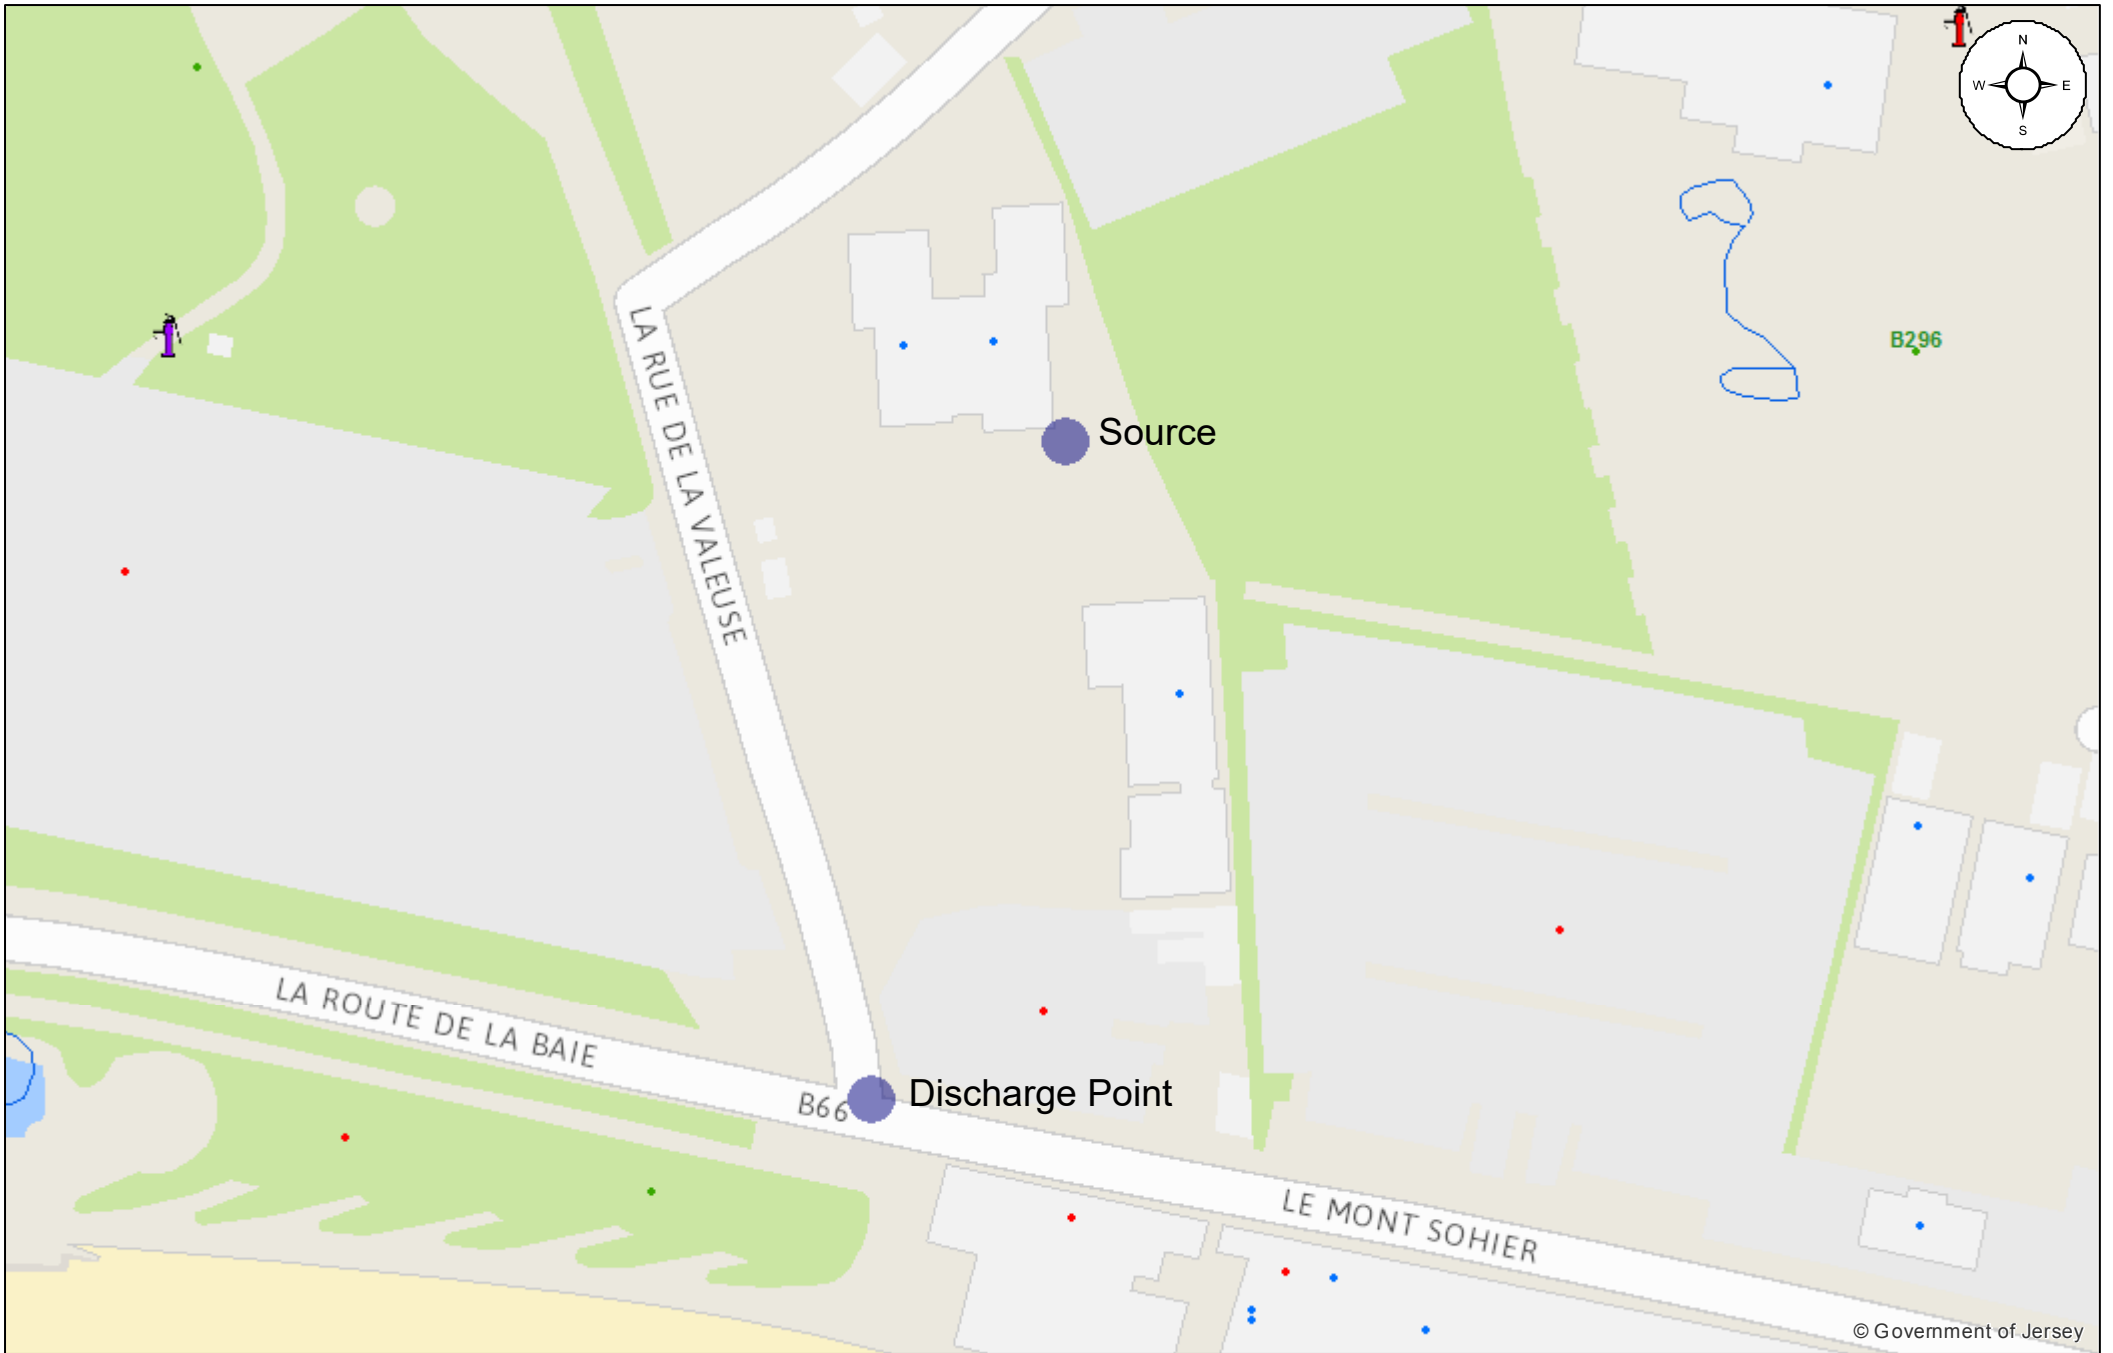 N
W E
S
LA RUE DE LA VALEUSE
B296
Source
LA ROUTE DE LA BAIE
B66
Discharge Point
LE MONT SOHIER
© Government of Jersey